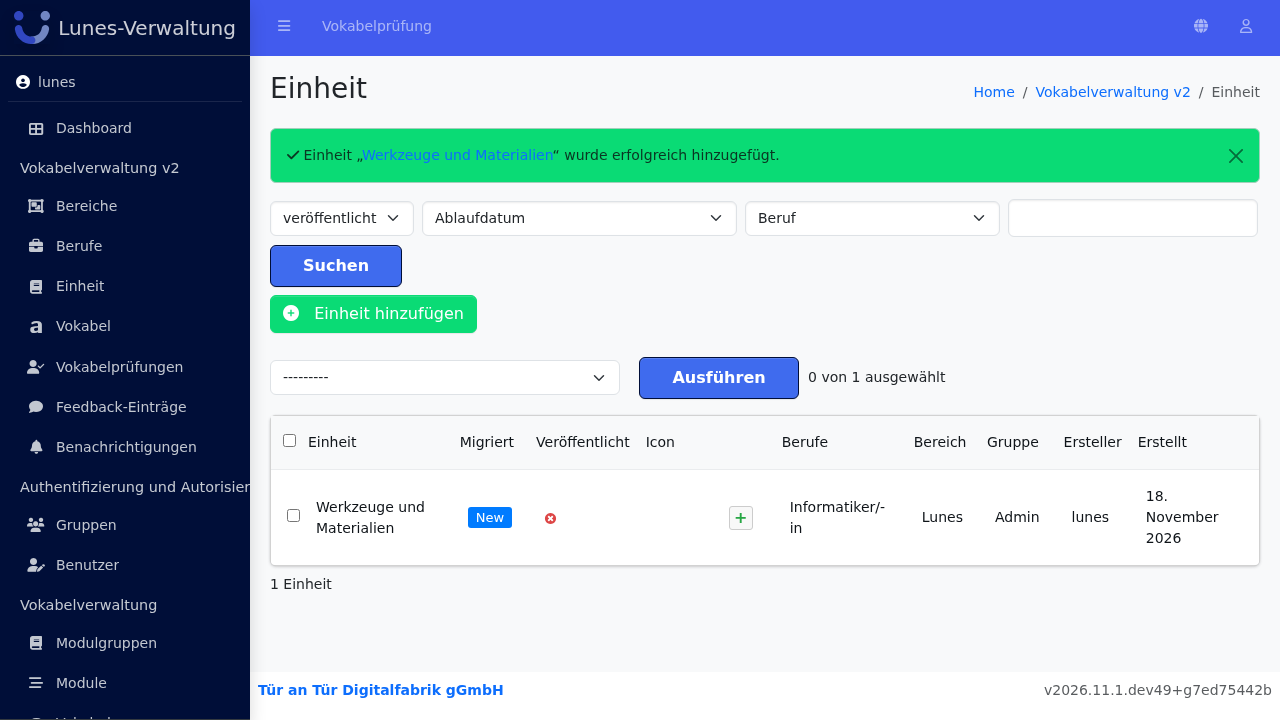 Lunes-Verwaltung
Vokabelprüfung
lunes
Dashboard
Vokabelverwaltung v2
Bereiche
Berufe
Einheit
Vokabel
Vokabelprüfungen
Feedback-Einträge
Benachrichtigungen
Authentifizierung und Autorisier
Gruppen
Benutzer
Vokabelverwaltung
Modulgruppen
Module
Einheit
Home / Vokabelverwaltung v2 / Einheit
Einheit „Werkzeuge und Materialien“ wurde erfolgreich hinzugefügt.
veröffentlicht Ablaufdatum Beruf
Suchen
Einheit hinzufügen
--------- Ausführen 0 von 1 ausgewählt
Einheit Migriert Veröffentlicht Icon Berufe Bereich Gruppe Ersteller Erstellt
Werkzeuge und
Materialien
New
Informatiker/-
in
Lunes
Admin
lunes
18.
November
2026
1 Einheit
Tür an Tür Digitalfabrik gGmbH
v2026.11.1.dev49+g7ed75442b